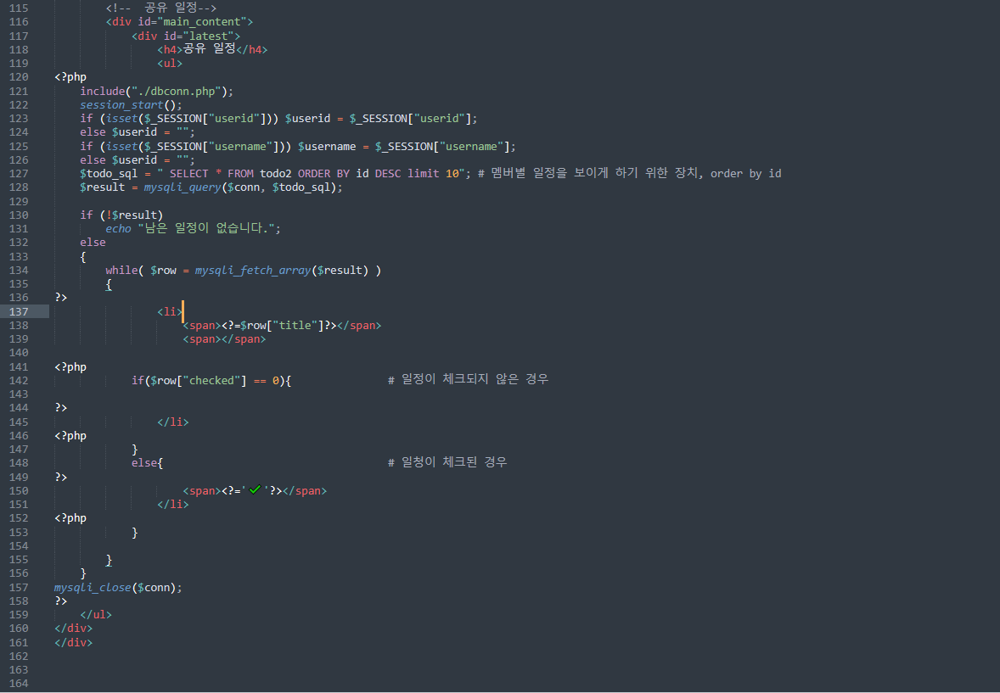 115 <!--  공유 일정-->
116 <div id="main_content">
117 <div id="latest">
118 <h4>공유 일정</h4>
119 <ul>
120 <?php
121 include("./dbconn.php");
122 session_start();
123 if (isset($_SESSION["userid"])) $userid = $_SESSION["userid"];
124 else $userid = "";
125 if (isset($_SESSION["username"])) $username = $_SESSION["username"];
126 else $userid = "";
127 $todo_sql = " SELECT * FROM todo2 ORDER BY id DESC limit 10"; # 멤버별 일정을 보이게 하기 위한 장치, order by id
128 $result = mysqli_query($conn, $todo_sql);
129
130 if (!$result)
131 echo "남은 일정이 없습니다.";
132 else
133 {
134 while( $row = mysqli_fetch_array($result) )
135 {
136 ?>
137 <li>
138 <span><?=$row["title"]?></span>
139 <span></span>
140
141 <?php
142 if($row["checked"] == 0){ # 일정이 체크되지 않은 경우
143
144 ?>
145 </li>
146 <?php
147 }
148 else{ # 일청이 체크된 경우
149 ?>
150 <span><?='✔'?></span>
151 </li>
152 <?php
153 }
154
155 }
156 }
157 mysqli_close($conn);
158 ?>
159 </ul>
160 </div>
161 </div>
162
163
164